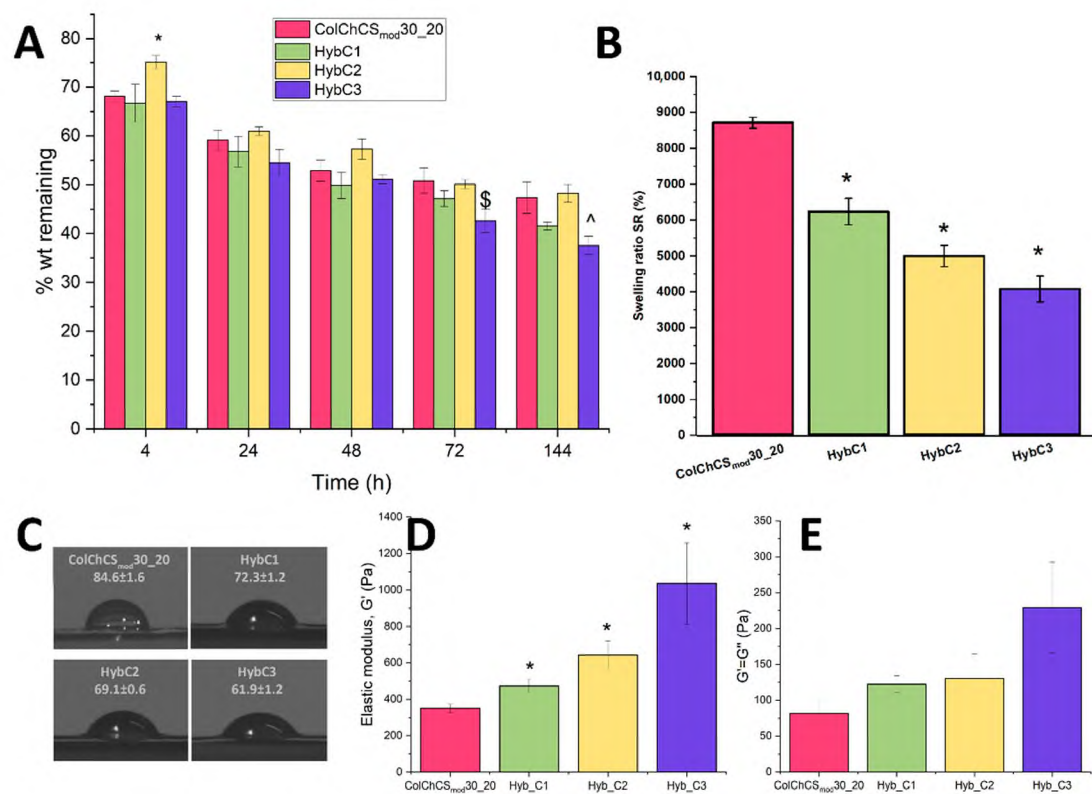 A
% wt remaining
80
70
60
50
40
30
20
10
0
ColChCSmod30_20
HybC1
HybC2
HybC3
*
$
^
4 24 48 72 144
Time (h)
B
Swelling ratio SR (%)
10,000
9000
8000
7000
6000
5000
4000
3000
2000
1000
0
*
*
*
ColChCSmod30_20 HybC1 HybC2 HybC3
C
ColChCSmod30_20
84.6±1.6
HybC1
72.3±1.2
HybC2
69.1±0.6
HybC3
61.9±1.2
D
Elastic modulus, G' (Pa)
1400
1200
1000
800
600
400
200
0
*
*
*
ColChCSmod30_20 Hyb_C1 Hyb_C2 Hyb_C3
E
G'=G'' (Pa)
350
300
250
200
150
100
50
0
ColChCSmod30_20 Hyb_C1 Hyb_C2 Hyb_C3